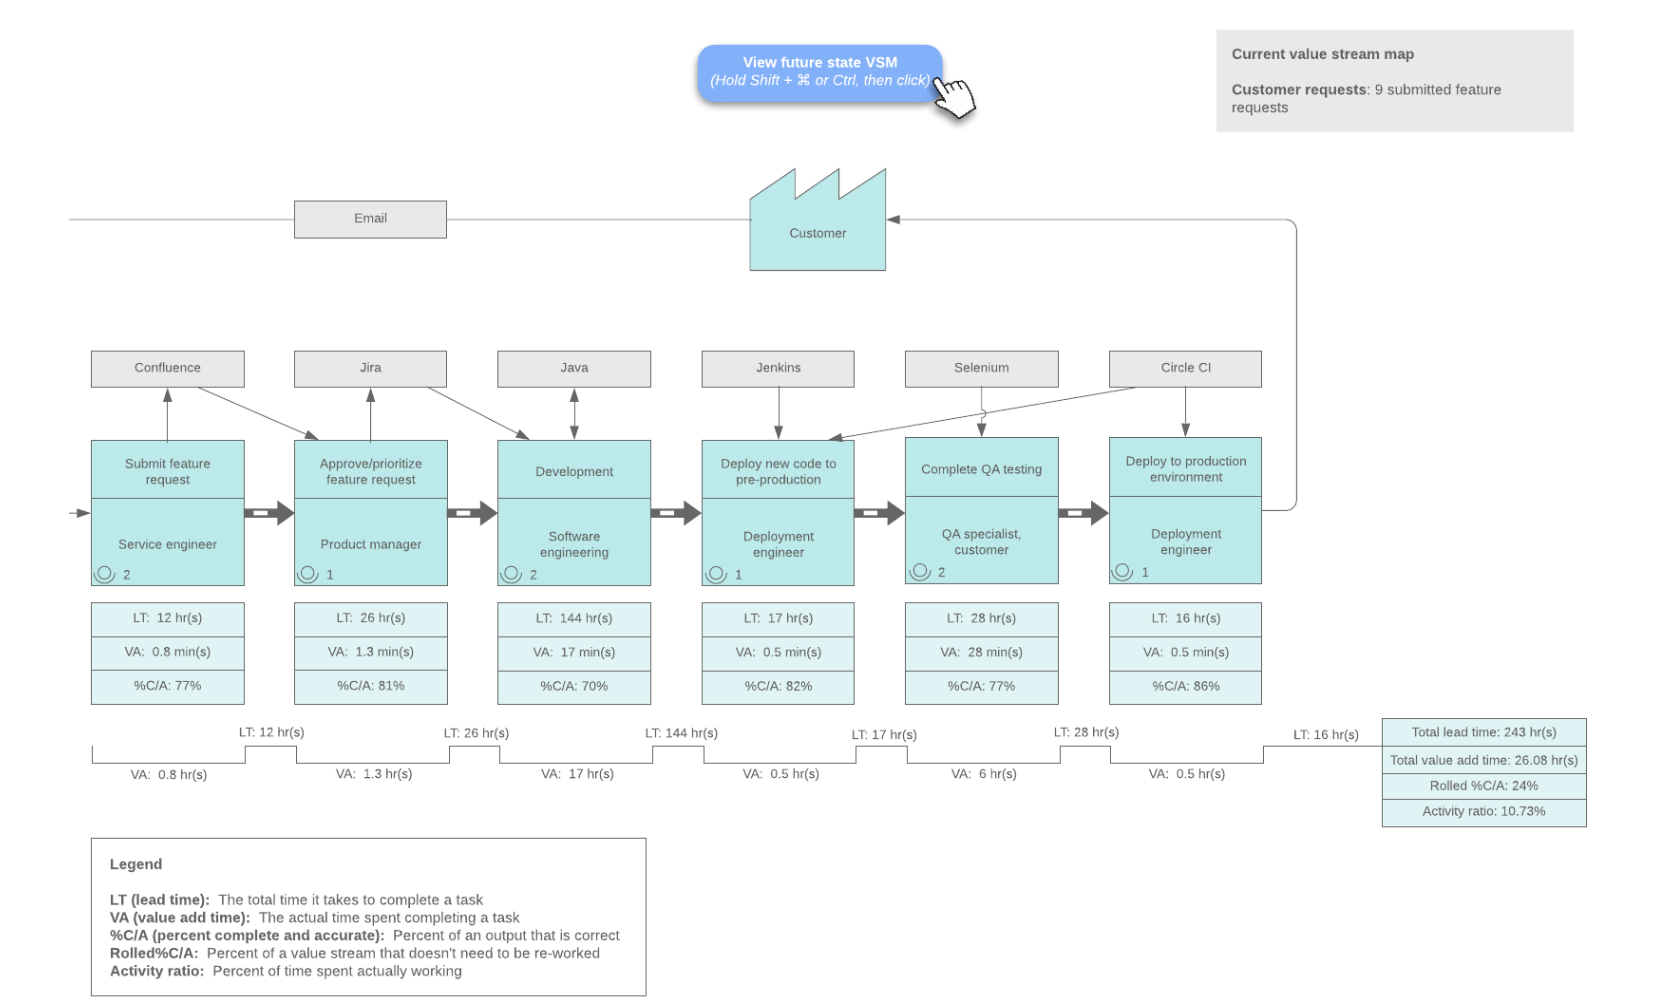 View future state VSM
(Hold Shift + ⌘ or Ctrl, then click)
Current value stream map
Customer requests: 9 submitted feature
requests
Email
Customer
Confluence
Jira
Java
Jenkins
Selenium
Circle CI
Submit feature
request
Service engineer
2
Approve/prioritize
feature request
Product manager
1
Development
Software
engineering
2
Deploy new code to
pre-production
Deployment
engineer
1
Complete QA testing
QA specialist,
customer
2
Deploy to production
environment
Deployment
engineer
1
LT: 12 hr(s)
VA: 0.8 min(s)
%C/A: 77%
LT: 26 hr(s)
VA: 1.3 min(s)
%C/A: 81%
LT: 144 hr(s)
VA: 17 min(s)
%C/A: 70%
LT: 17 hr(s)
VA: 0.5 min(s)
%C/A: 82%
LT: 28 hr(s)
VA: 28 min(s)
%C/A: 77%
LT: 16 hr(s)
VA: 0.5 min(s)
%C/A: 86%
LT: 12 hr(s)
LT: 26 hr(s)
LT: 144 hr(s)
LT: 17 hr(s)
LT: 28 hr(s)
LT: 16 hr(s)
VA: 0.8 hr(s)
VA: 1.3 hr(s)
VA: 17 hr(s)
VA: 0.5 hr(s)
VA: 6 hr(s)
VA: 0.5 hr(s)
Total lead time: 243 hr(s)
Total value add time: 26.08 hr(s)
Rolled %C/A: 24%
Activity ratio: 10.73%
Legend
LT (lead time): The total time it takes to complete a task
VA (value add time): The actual time spent completing a task
%C/A (percent complete and accurate): Percent of an output that is correct
Rolled%C/A: Percent of a value stream that doesn't need to be re-worked
Activity ratio: Percent of time spent actually working